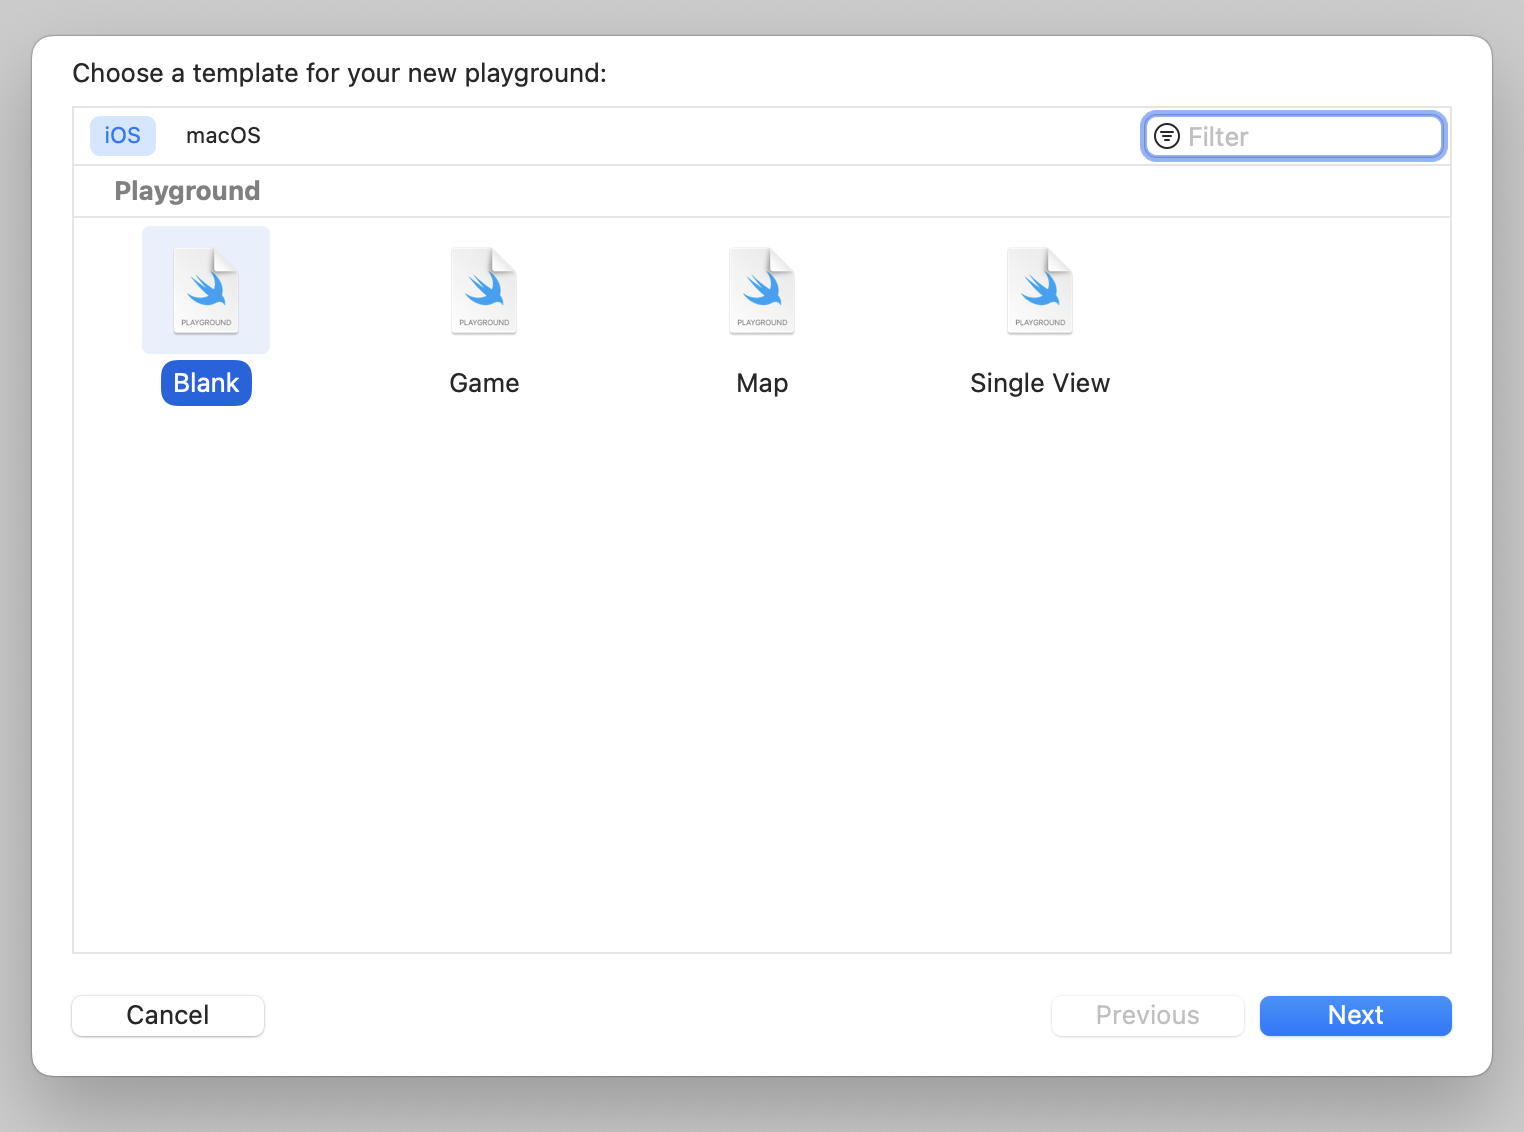 Choose a template for your new playground:
iOS macOS Filter
Playground
PLAYGROUND PLAYGROUND PLAYGROUND PLAYGROUND
Blank Game Map Single View
Cancel Previous Next